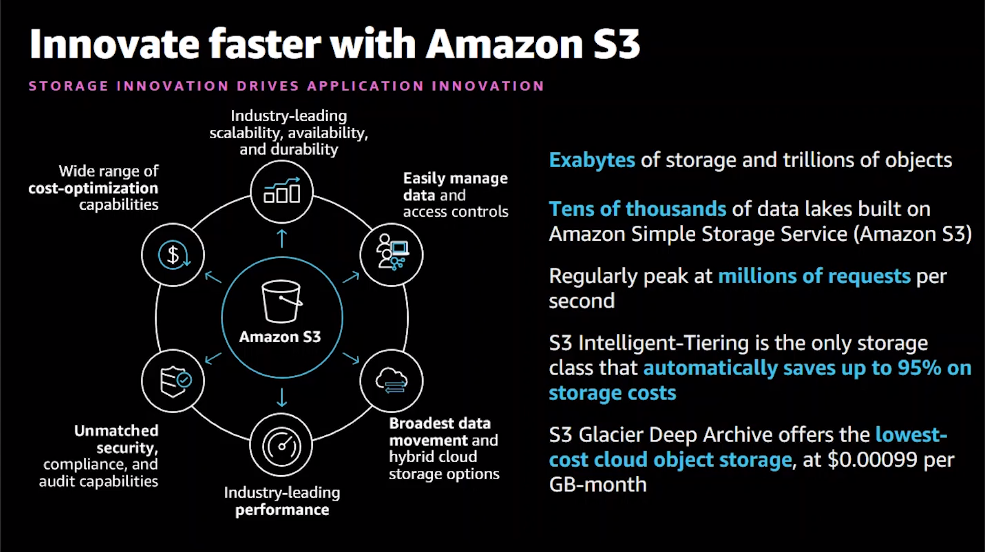 Innovate faster with Amazon S3
STORAGE INNOVATION DRIVES APPLICATION INNOVATION
Industry-leading
scalability, availability,
and durability
Wide range of
cost-optimization
capabilities
Easily manage
data and
access controls
$
Amazon S3
Unmatched
security,
compliance, and
audit capabilities
Broadest data
movement and
hybrid cloud
storage options
Industry-leading
performance
Exabytes of storage and trillions of objects
Tens of thousands of data lakes built on
Amazon Simple Storage Service (Amazon S3)
Regularly peak at millions of requests per
second
S3 Intelligent-Tiering is the only storage
class that automatically saves up to 95% on
storage costs
S3 Glacier Deep Archive offers the lowest-
cost cloud object storage, at $0.00099 per
GB-month